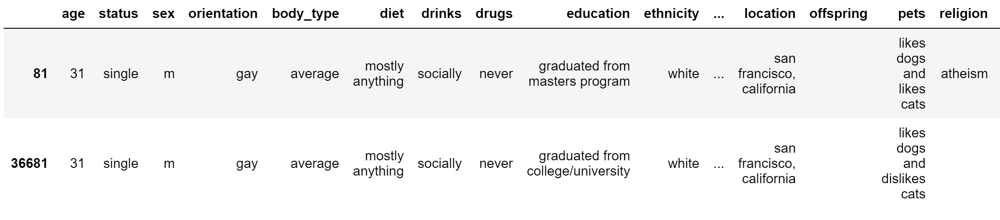 age status sex orientation body_type diet drinks drugs education ethnicity ... location offspring pets religion
81 31 single m gay average mostly anything socially never graduated from masters program white ... san francisco, california likes dogs and likes cats atheism
36681 31 single m gay average mostly anything socially never graduated from college/university white ... san francisco, california likes dogs and dislikes cats